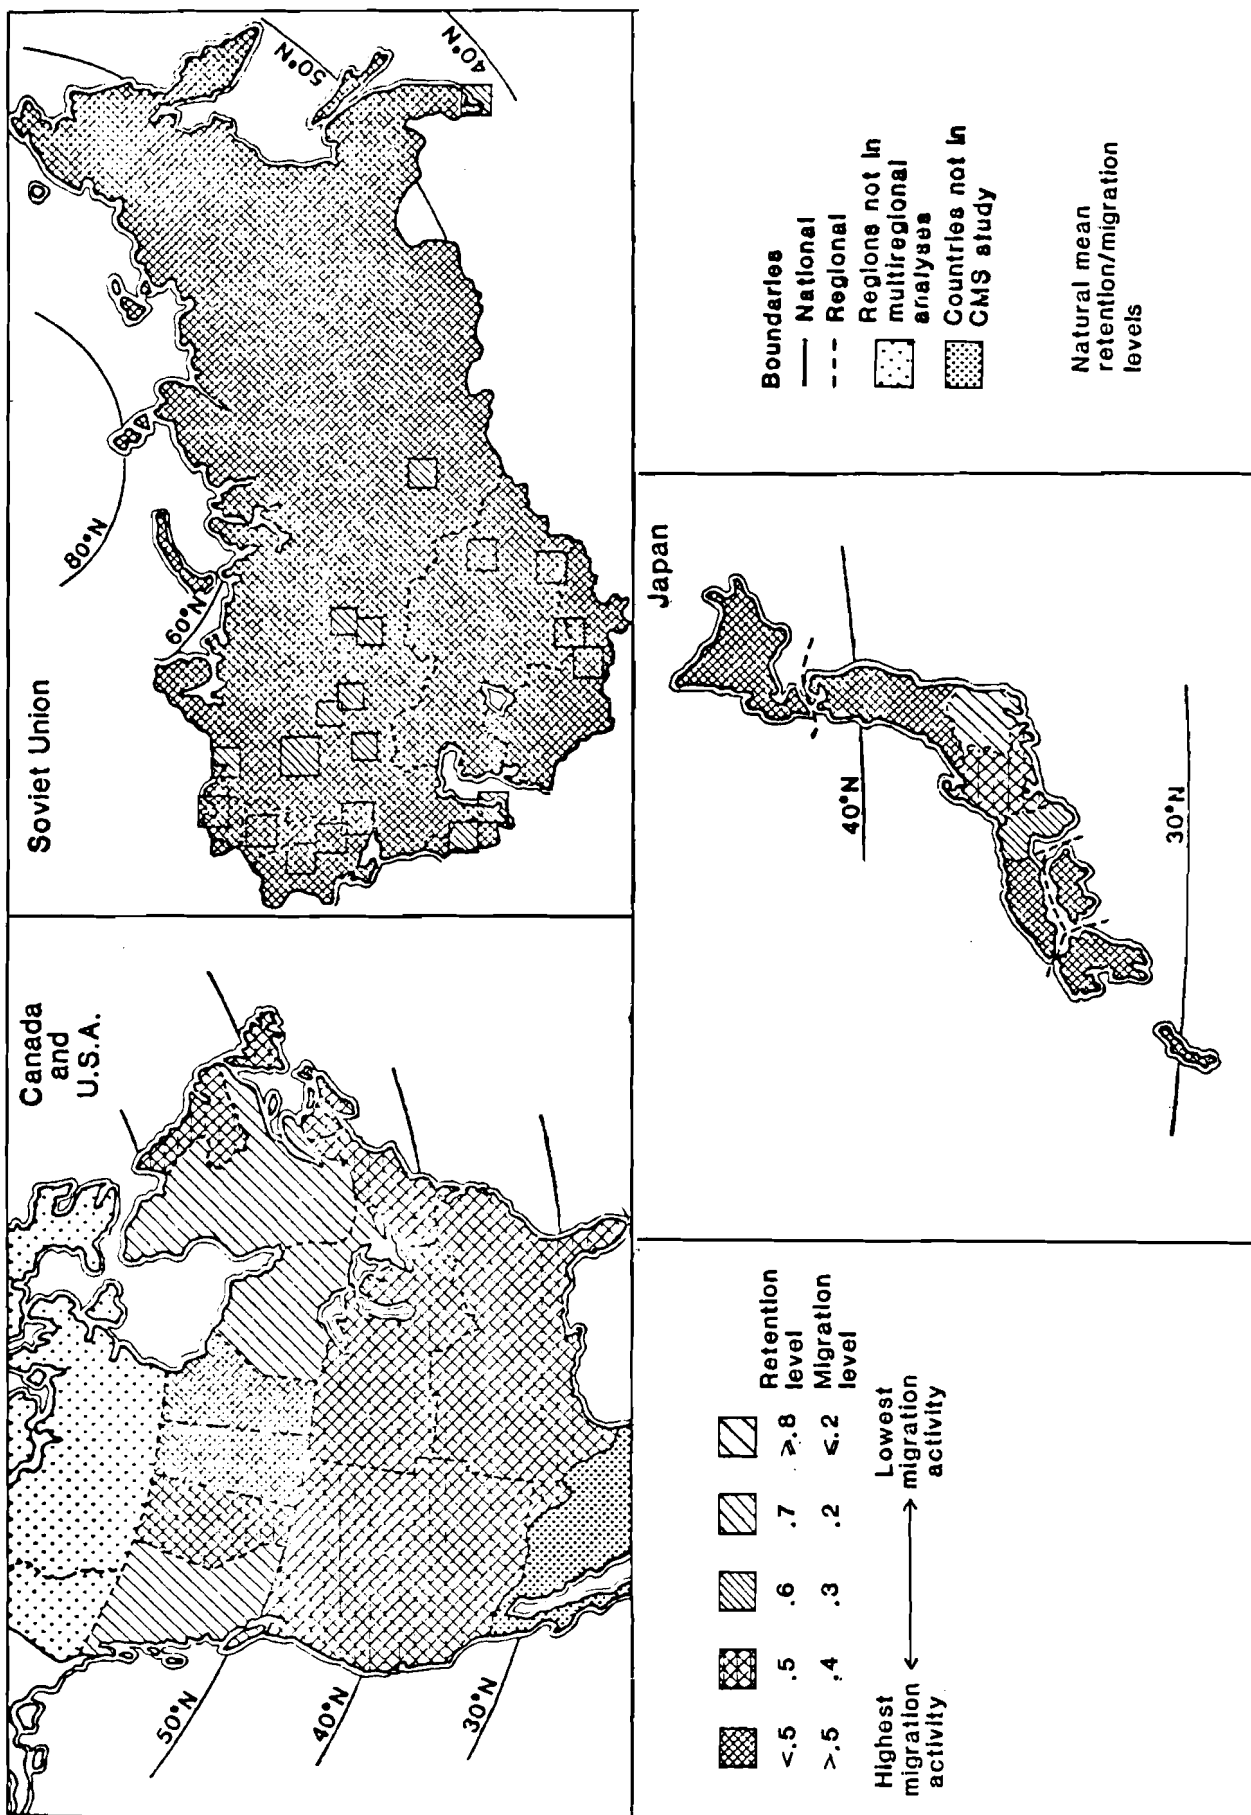 Canada
and
U.S.A.
50°N
40°N
30°N
Soviet Union
80°N
60°N
50°N
40°N
<.5
.5
.6
.7
≥.8
Retention
level
>.5
.4
.3
.2
≤.2
Migration
level
Highest
migration
activity
Lowest
migration
activity
Japan
40°N
30°N
Boundaries
National
Regional
Regions not in
multiregional
analyses
Countries not in
CMS study
Natural mean
retention/migration
levels